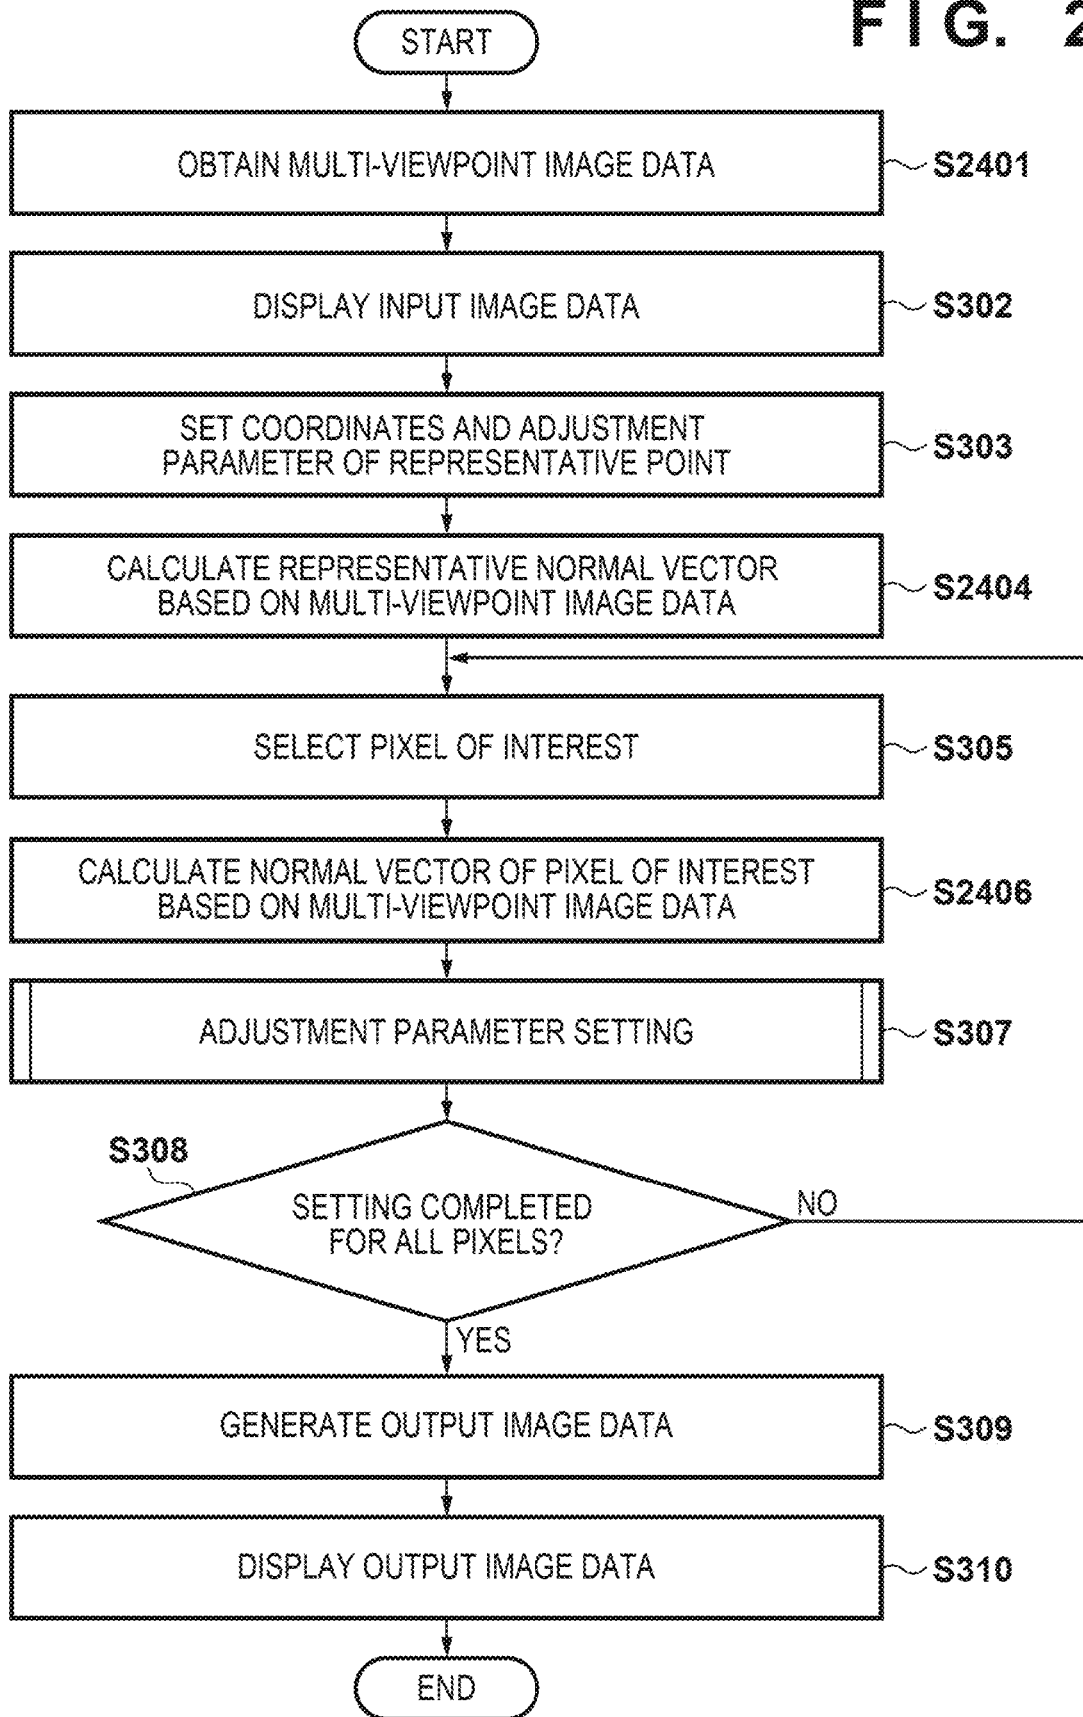 FIG. 2
START
OBTAIN MULTI-VIEWPOINT IMAGE DATA
S2401
DISPLAY INPUT IMAGE DATA
S302
SET COORDINATES AND ADJUSTMENT
PARAMETER OF REPRESENTATIVE POINT
S303
CALCULATE REPRESENTATIVE NORMAL VECTOR
BASED ON MULTI-VIEWPOINT IMAGE DATA
S2404
SELECT PIXEL OF INTEREST
S305
CALCULATE NORMAL VECTOR OF PIXEL OF INTEREST
BASED ON MULTI-VIEWPOINT IMAGE DATA
S2406
ADJUSTMENT PARAMETER SETTING
S307
S308
SETTING COMPLETED
FOR ALL PIXELS?
NO
YES
GENERATE OUTPUT IMAGE DATA
S309
DISPLAY OUTPUT IMAGE DATA
S310
END